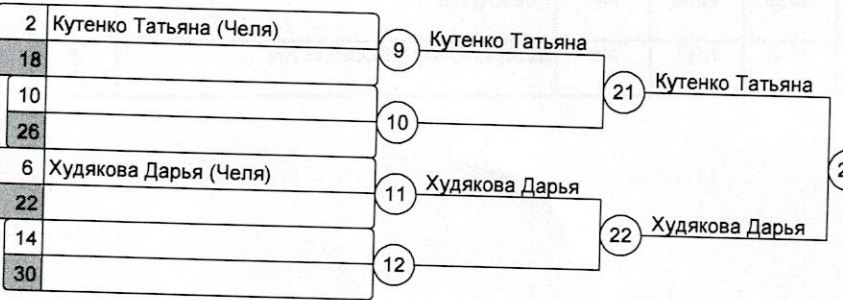 2 Кутенко Татьяна (Челя)
18
9 Кутенко Татьяна
10
26
10
21 Кутенко Татьяна
6 Худякова Дарья (Челя)
22
11 Худякова Дарья
14
30
12
22 Худякова Дарья